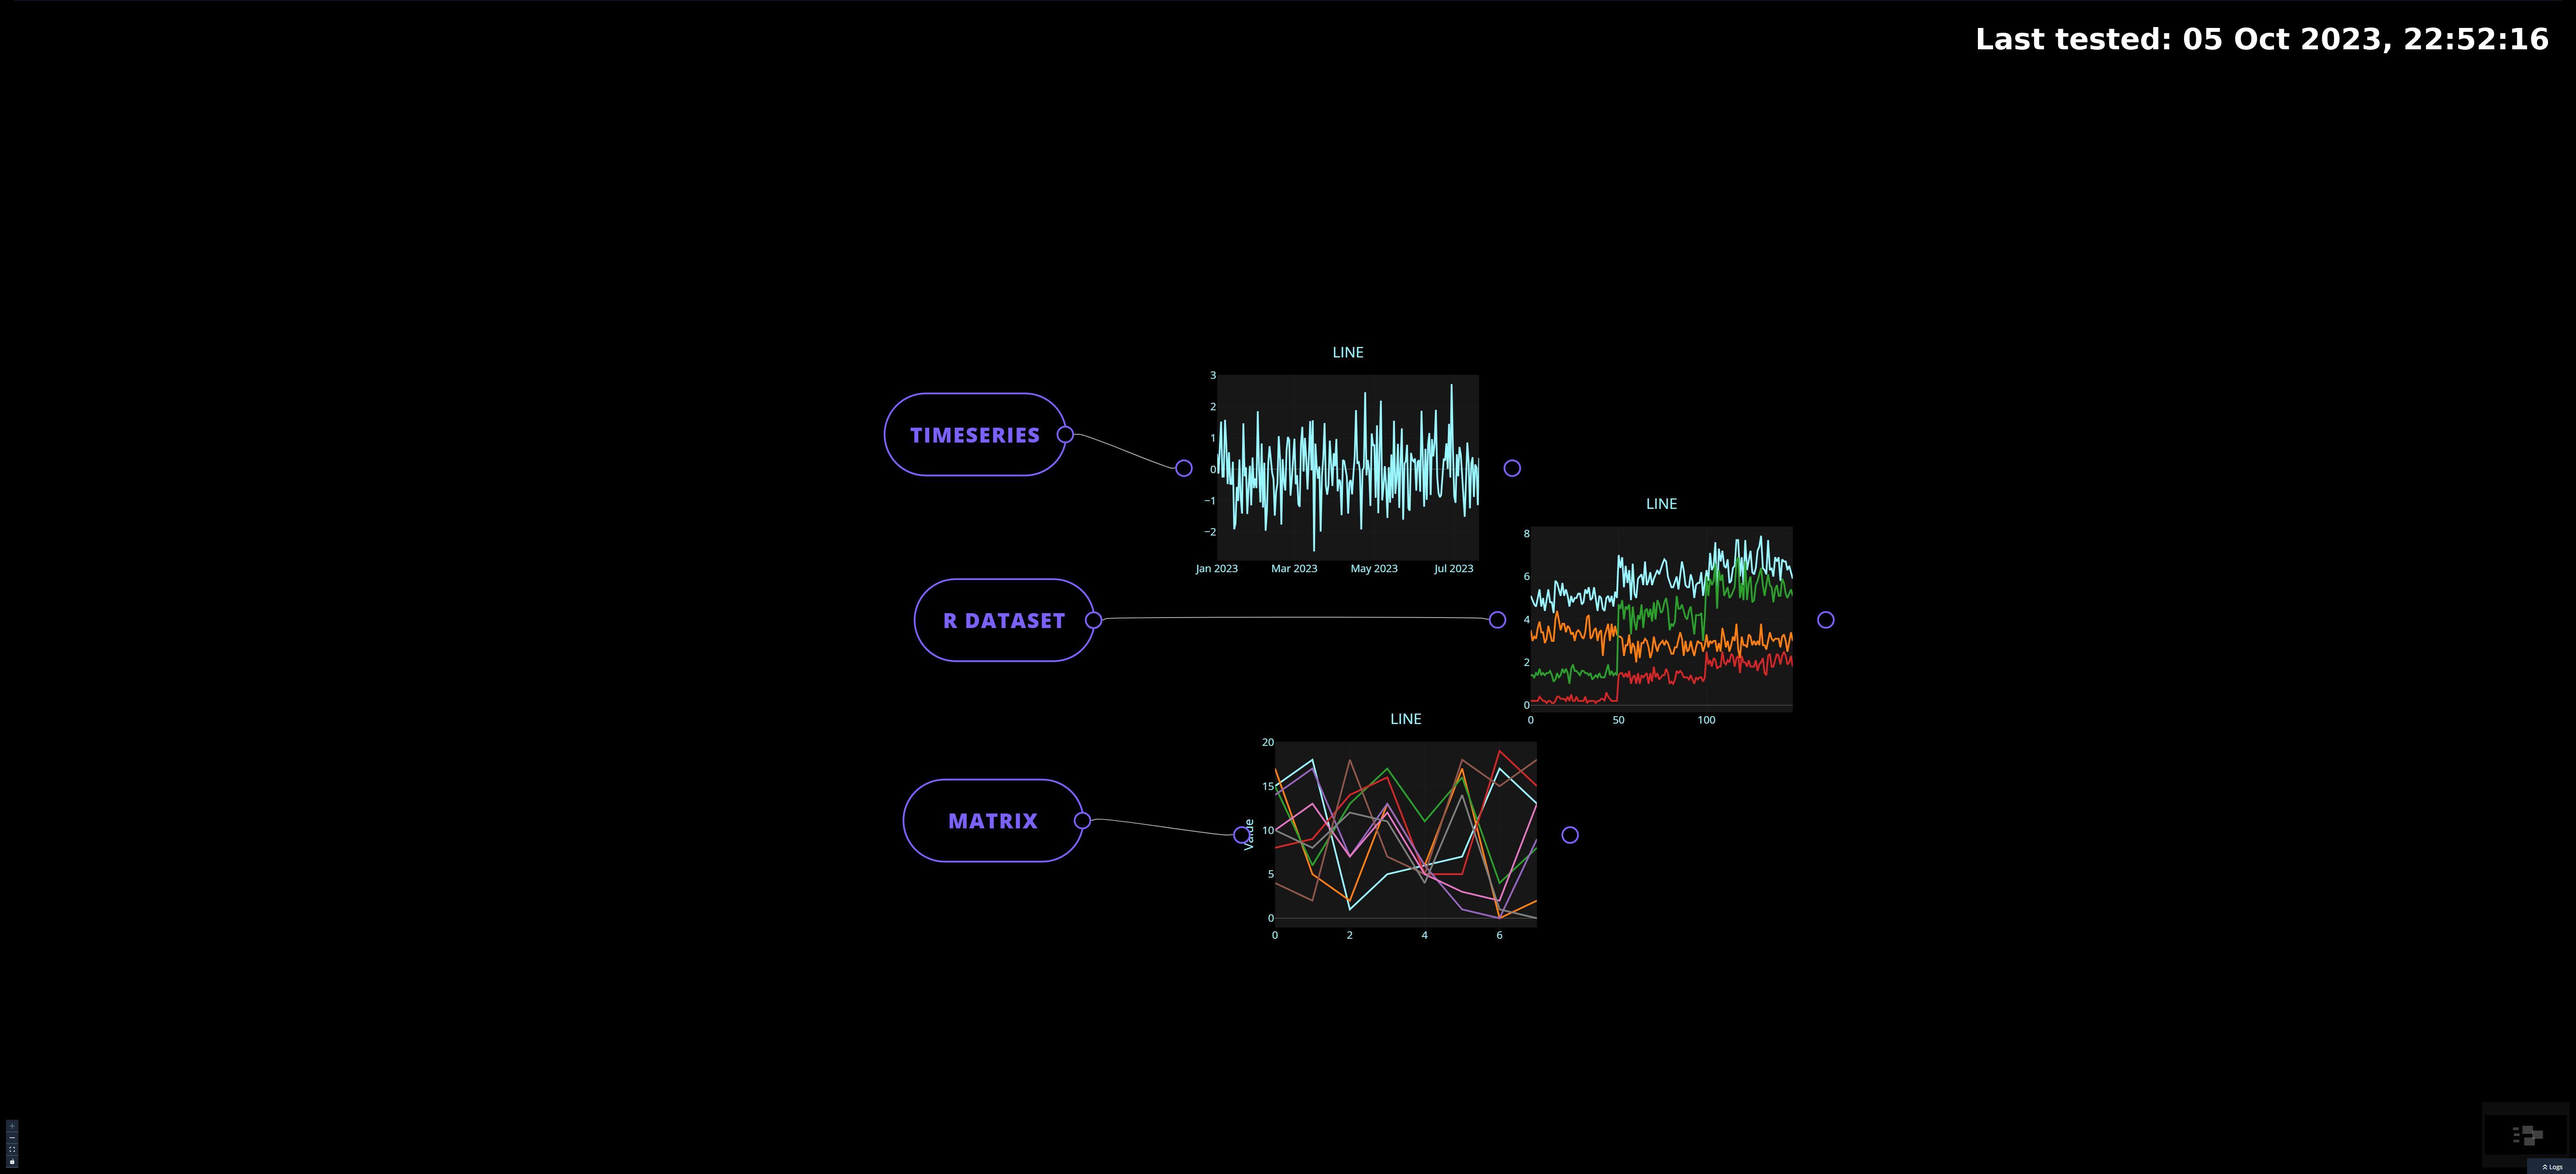 Last tested: 05 Oct 2023, 22:52:16
LINE
3
2
1
0
−1
−2
Jan 2023 Mar 2023 May 2023 Jul 2023
TIMESERIES
LINE
8
6
4
2
0
0 50 100
R DATASET
LINE
20
15
10
5
0
0 2 4 6
Value
MATRIX
Logs